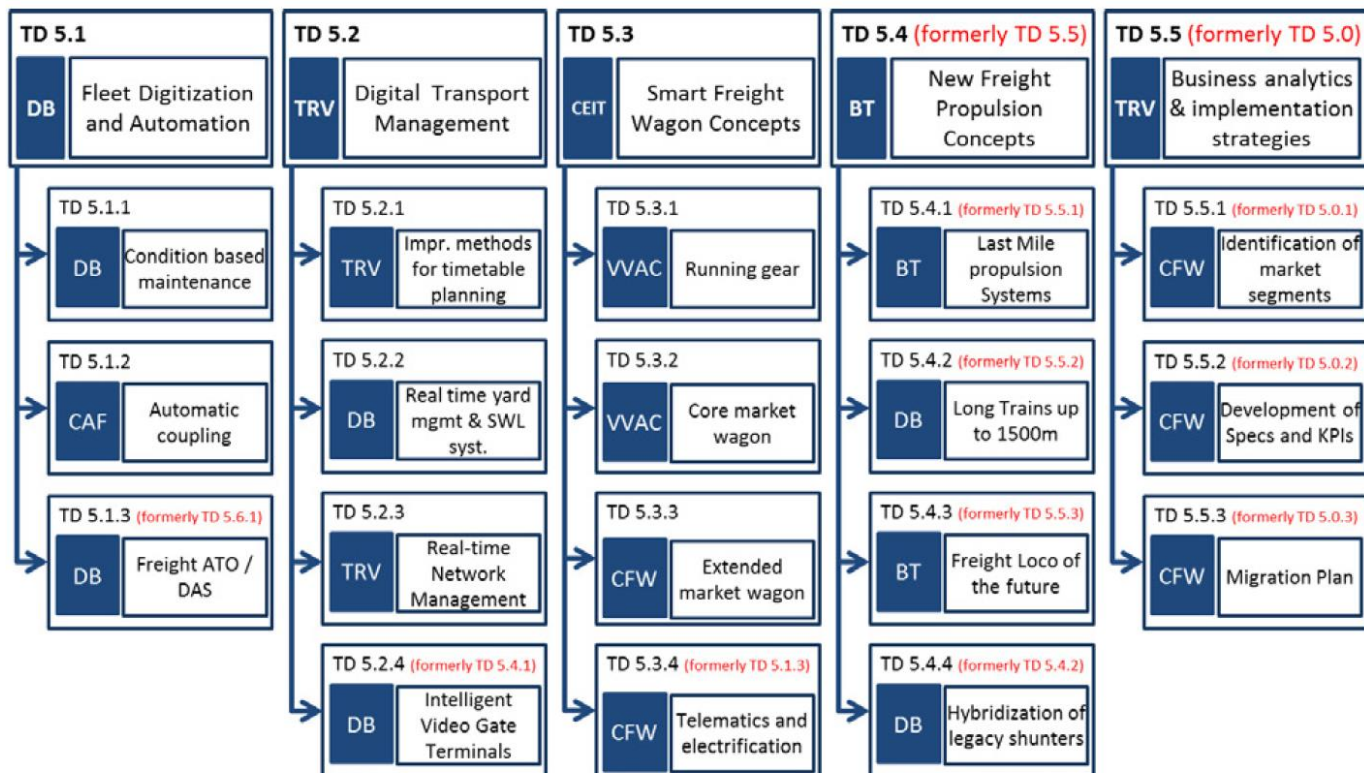 TD 5.1
DB
Fleet Digitization
and Automation
TD 5.1.1
DB
Condition based
maintenance
TD 5.1.2
CAF
Automatic
coupling
TD 5.1.3 (formerly TD 5.6.1)
DB
Freight ATO /
DAS
TD 5.2
TRV
Digital Transport
Management
TD 5.2.1
TRV
Impr. methods
for timetable
planning
TD 5.2.2
DB
Real time yard
mgmt & SWL
syst.
TD 5.2.3
TRV
Real-time
Network
Management
TD 5.2.4 (formerly TD 5.4.1)
DB
Intelligent
Video Gate
Terminals
TD 5.3
CEIT
Smart Freight
Wagon Concepts
TD 5.3.1
VVAC
Running gear
TD 5.3.2
VVAC
Core market
wagon
TD 5.3.3
CFW
Extended
market wagon
TD 5.3.4 (formerly TD 5.1.3)
CFW
Telematics and
electrification
TD 5.4 (formerly TD 5.5)
BT
New Freight
Propulsion
Concepts
TD 5.4.1 (formerly TD 5.5.1)
BT
Last Mile
propulsion
Systems
TD 5.4.2 (formerly TD 5.5.2)
DB
Long Trains up
to 1500m
TD 5.4.3 (formerly TD 5.5.3)
BT
Freight Loco of
the future
TD 5.4.4 (formerly TD 5.4.2)
DB
Hybridization of
legacy shunters
TD 5.5 (formerly TD 5.0)
TRV
Business analytics
& implementation
strategies
TD 5.5.1 (formerly TD 5.0.1)
CFW
Identification of
market
segments
TD 5.5.2 (formerly TD 5.0.2)
CFW
Development of
Specs and KPIs
TD 5.5.3 (formerly TD 5.0.3)
CFW
Migration Plan